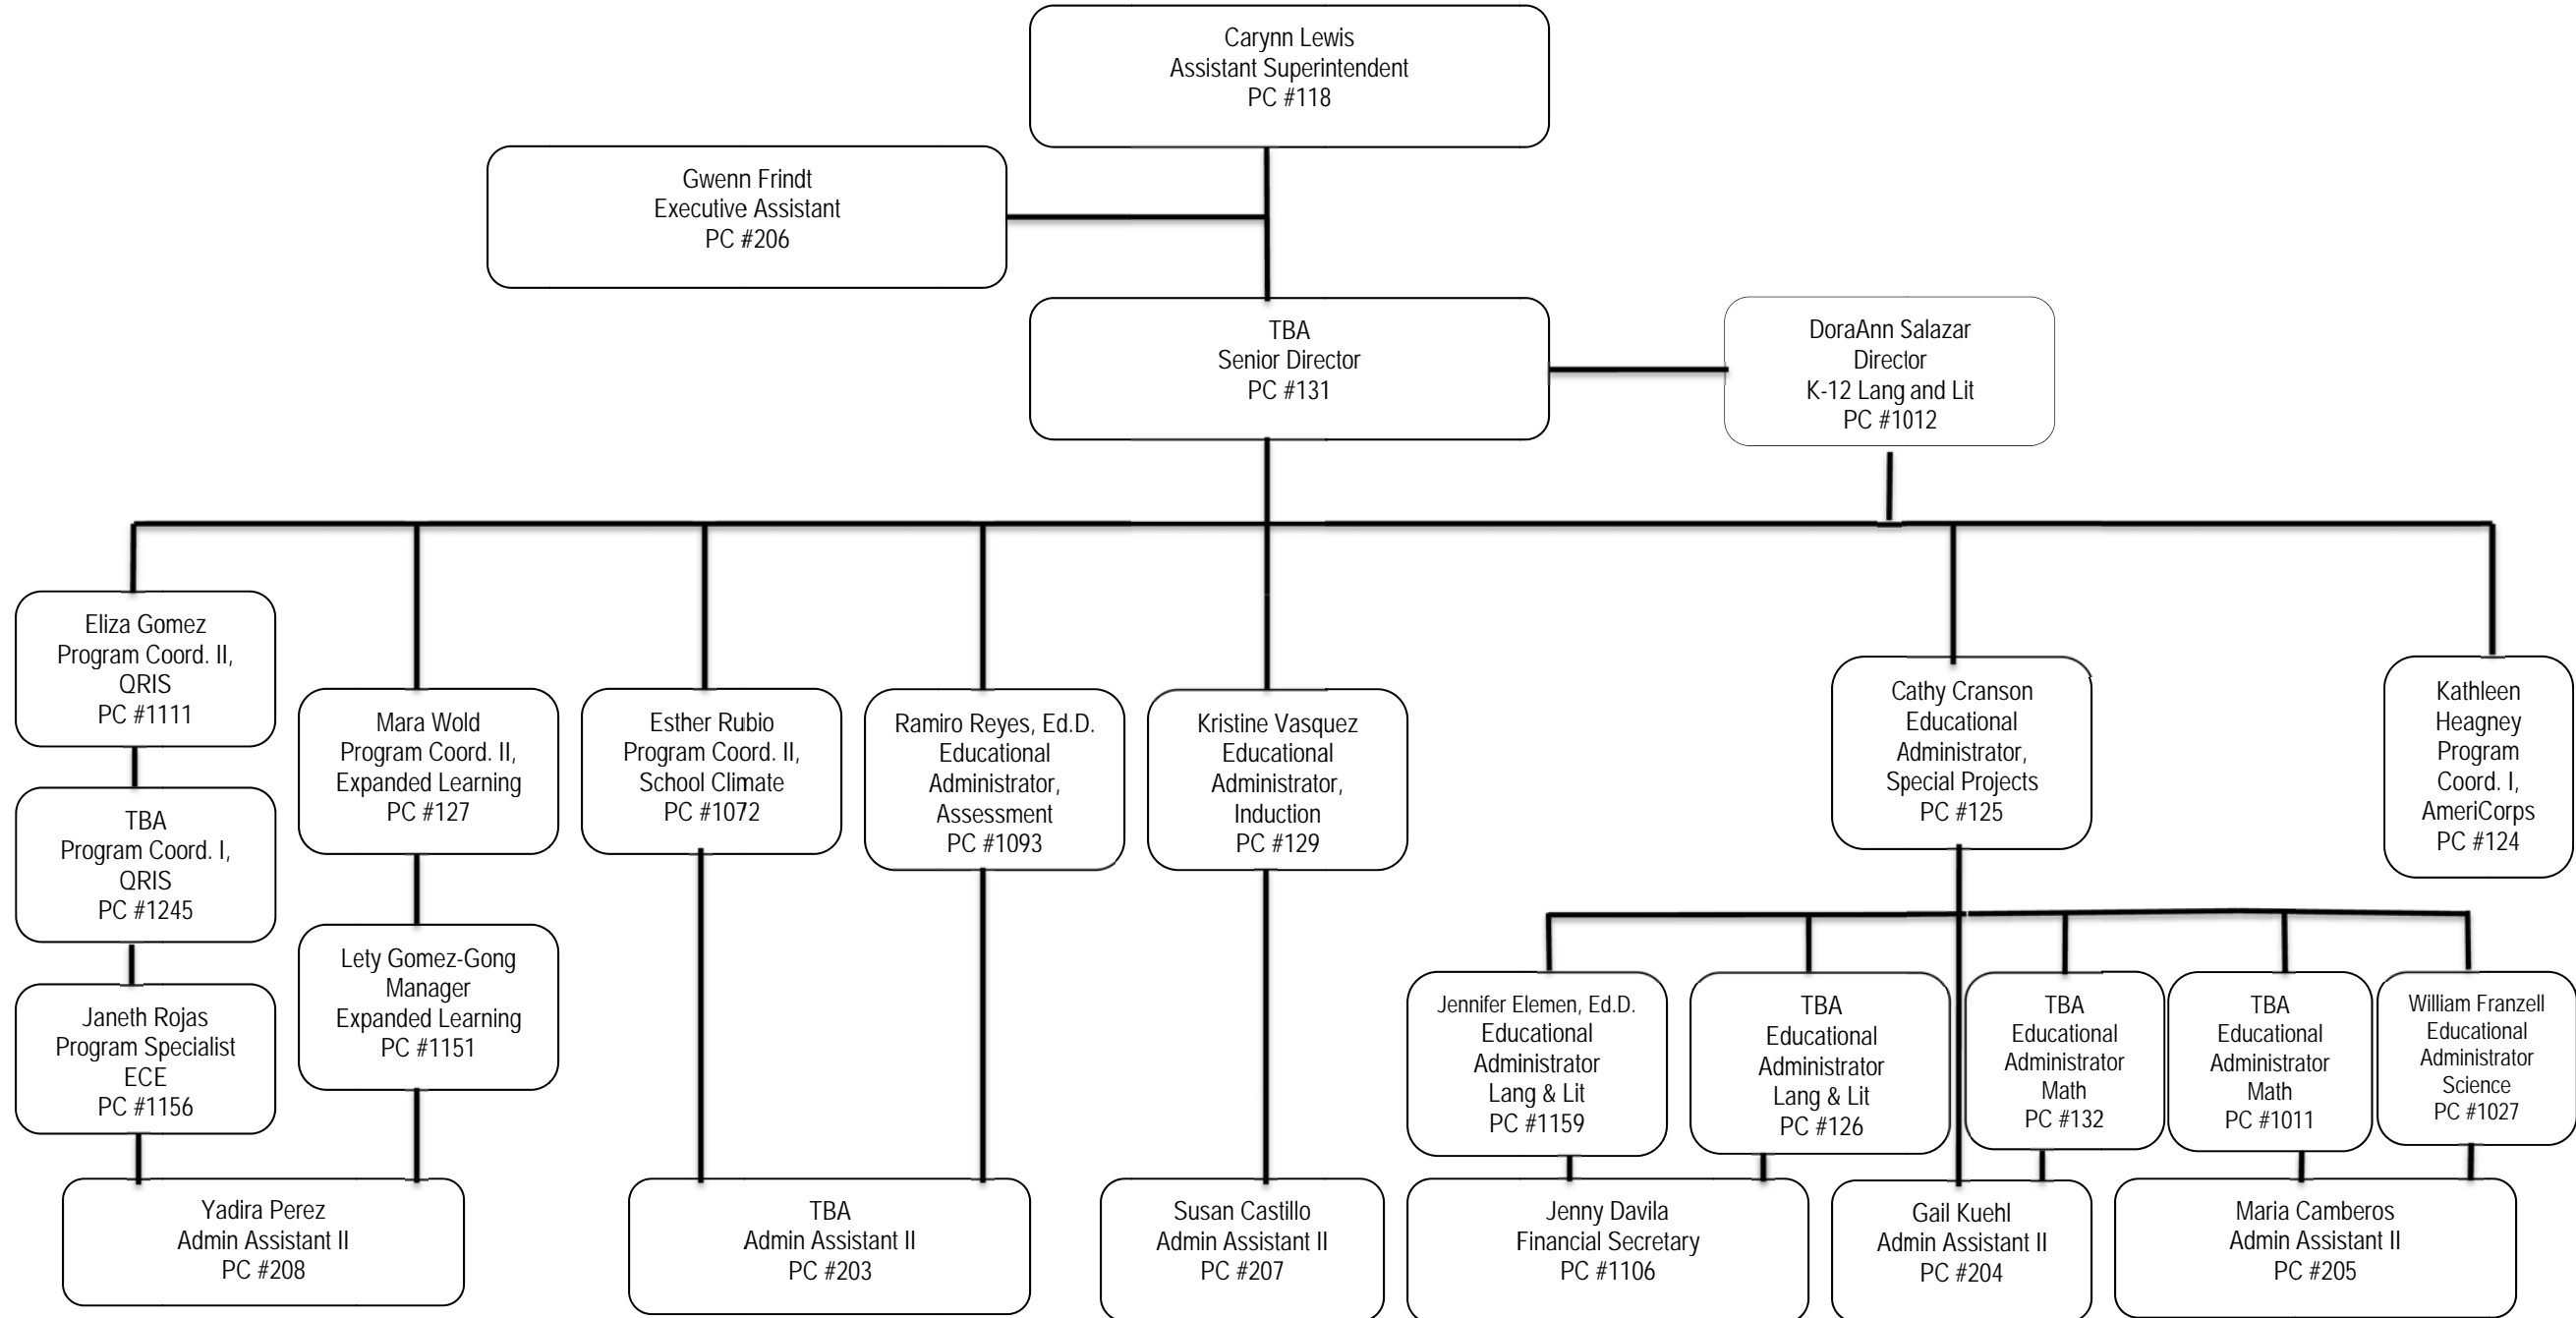 Carynn Lewis
Assistant Superintendent
PC #118
Gwenn Frindt
Executive Assistant
PC #206
TBA
Senior Director
PC #131
DoraAnn Salazar
Director
K-12 Lang and Lit
PC #1012
Eliza Gomez
Program Coord. II,
QRIS
PC #1111
TBA
Program Coord. I,
QRIS
PC #1245
Janeth Rojas
Program Specialist
ECE
PC #1156
Mara Wold
Program Coord. II,
Expanded Learning
PC #127
Lety Gomez-Gong
Manager
Expanded Learning
PC #1151
Yadira Perez
Admin Assistant II
PC #208
Esther Rubio
Program Coord. II,
School Climate
PC #1072
Ramiro Reyes, Ed.D.
Educational
Administrator,
Assessment
PC #1093
TBA
Admin Assistant II
PC #203
Kristine Vasquez
Educational
Administrator,
Induction
PC #129
Susan Castillo
Admin Assistant II
PC #207
Cathy Cranson
Educational
Administrator,
Special Projects
PC #125
Kathleen
Heagney
Program
Coord. I,
AmeriCorps
PC #124
Jennifer Elemen, Ed.D.
Educational
Administrator
Lang & Lit
PC #1159
TBA
Educational
Administrator
Lang & Lit
PC #126
TBA
Educational
Administrator
Math
PC #132
TBA
Educational
Administrator
Math
PC #1011
William Franzell
Educational
Administrator
Science
PC #1027
Jenny Davila
Financial Secretary
PC #1106
Gail Kuehl
Admin Assistant II
PC #204
Maria Camberos
Admin Assistant II
PC #205